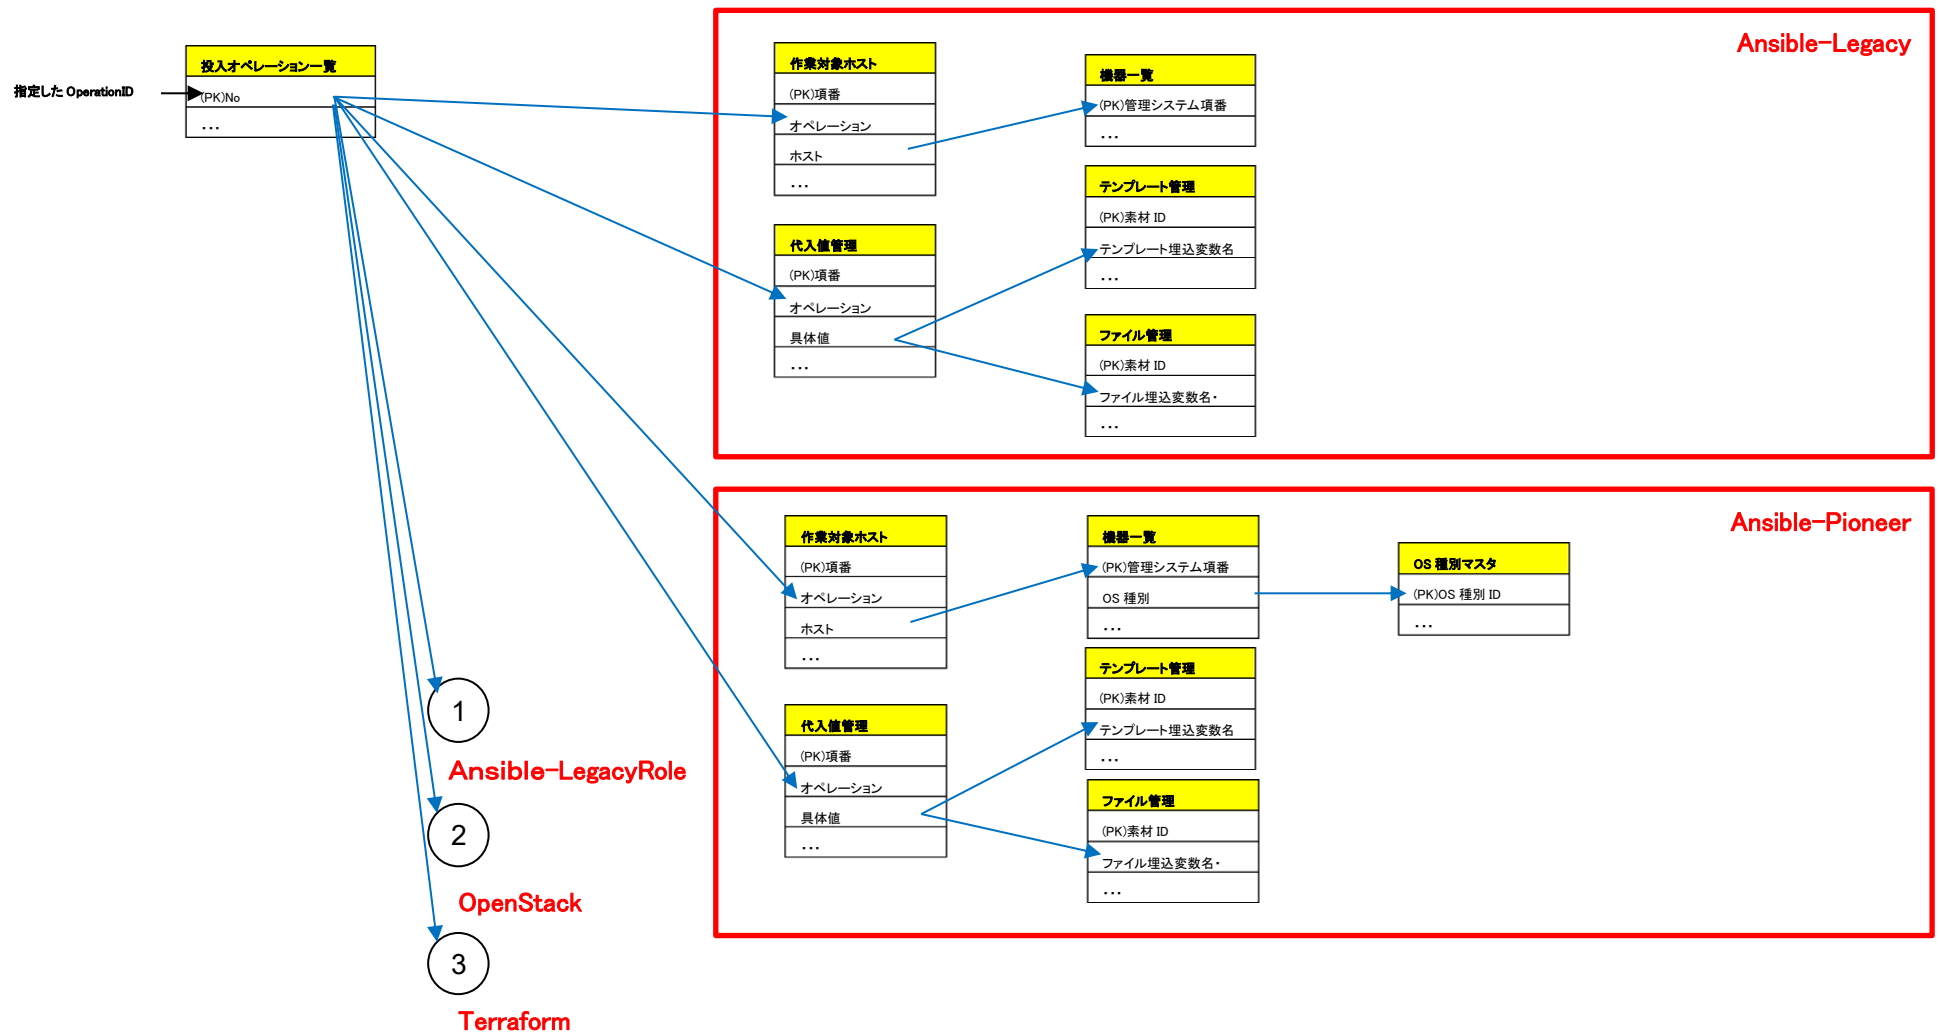 指定した OperationID
投入オペレーション一覧
(PK)No
...
Ansible-Legacy
作業対象ホスト
(PK)項番
オペレーション
ホスト
...
機器一覧
(PK)管理システム項番
...
テンプレート管理
(PK)素材 ID
テンプレート埋込変数名
...
代入値管理
(PK)項番
オペレーション
具体値
...
ファイル管理
(PK)素材 ID
ファイル埋込変数名・
...
Ansible-Pioneer
作業対象ホスト
(PK)項番
オペレーション
ホスト
...
機器一覧
(PK)管理システム項番
OS 種別
...
OS 種別マスタ
(PK)OS 種別 ID
...
テンプレート管理
(PK)素材 ID
テンプレート埋込変数名
...
代入値管理
(PK)項番
オペレーション
具体値
...
ファイル管理
(PK)素材 ID
ファイル埋込変数名・
...
1
Ansible-LegacyRole
2
OpenStack
3
Terraform